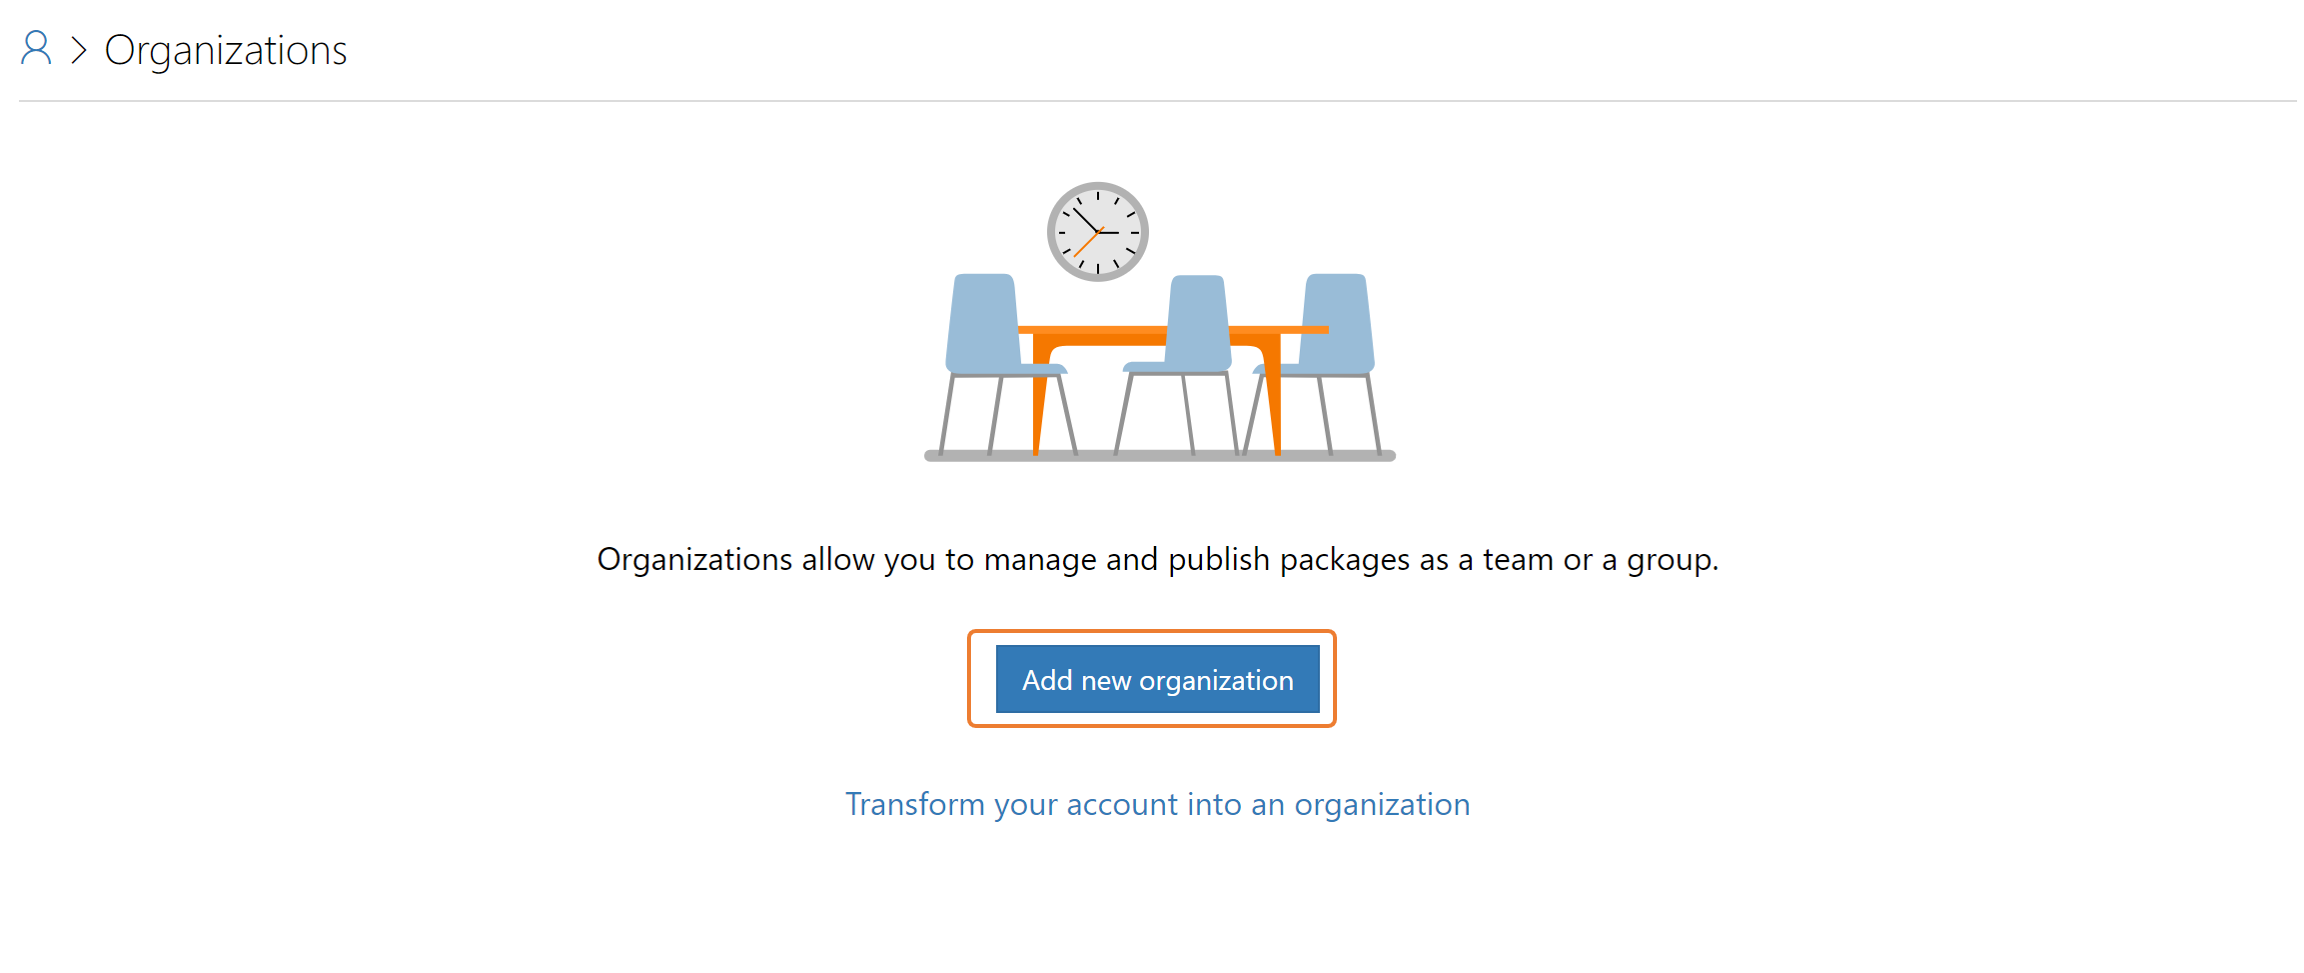 Organizations
Organizations allow you to manage and publish packages as a team or a group.
Add new organization
Transform your account into an organization